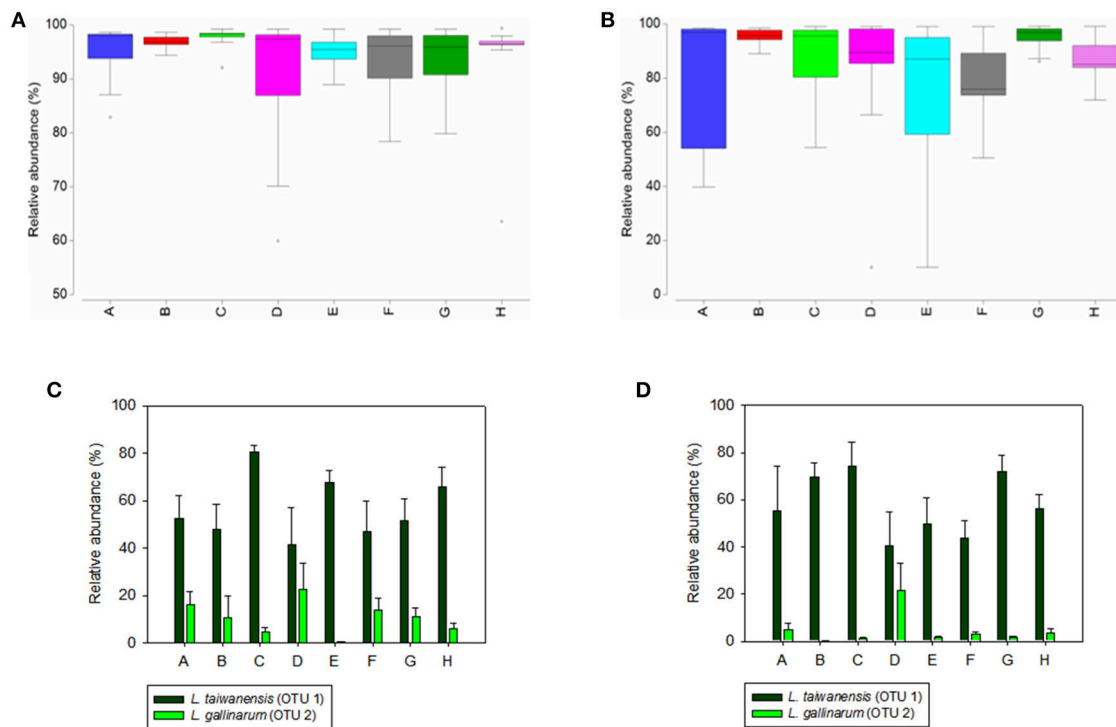 A
Relative abundance (%)
100
90
80
70
60
50
A B C D E F G H
B
Relative abundance (%)
100
80
60
40
20
0
A B C D E F G H
C
Relative abundance (%)
100
80
60
40
20
0
A B C D E F G H
L. taiwanensis (OTU 1)
L. gallinarum (OTU 2)
D
Relative abundance (%)
100
80
60
40
20
0
A B C D E F G H
L. taiwanensis (OTU 1)
L. gallinarum (OTU 2)